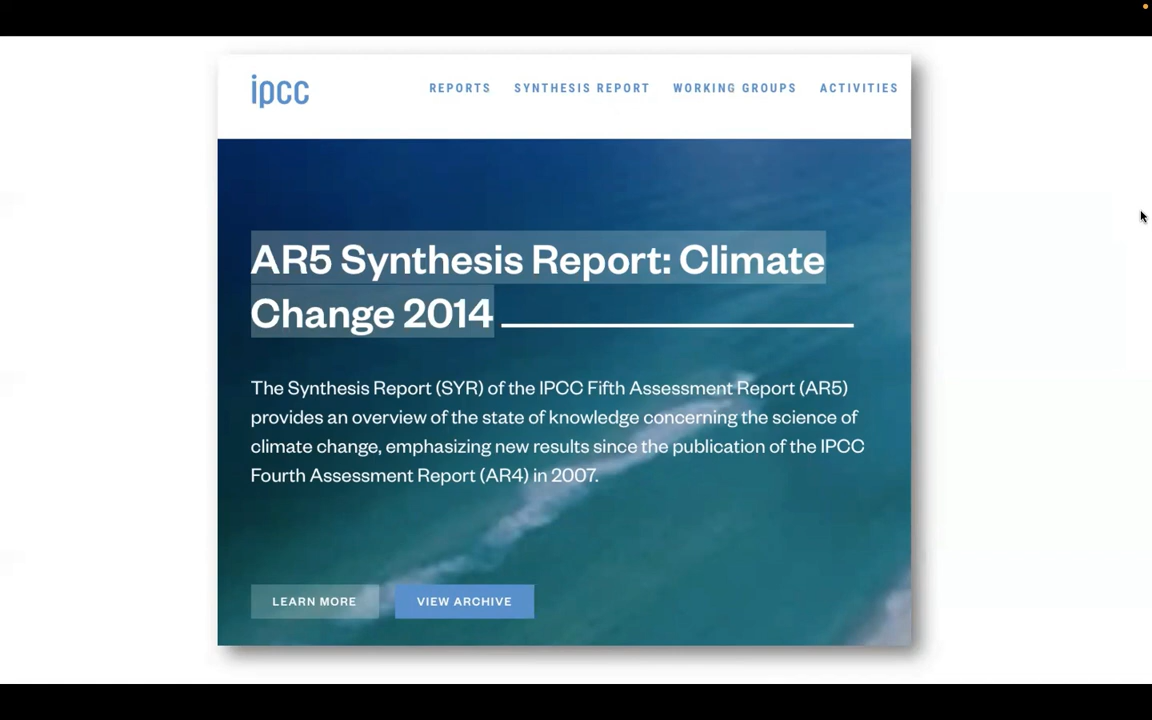 ipcc
REPORTS SYNTHESIS REPORT WORKING GROUPS ACTIVITIES
AR5 Synthesis Report: Climate
Change 2014
The Synthesis Report (SYR) of the IPCC Fifth Assessment Report (AR5)
provides an overview of the state of knowledge concerning the science of
climate change, emphasizing new results since the publication of the IPCC
Fourth Assessment Report (AR4) in 2007.
LEARN MORE VIEW ARCHIVE